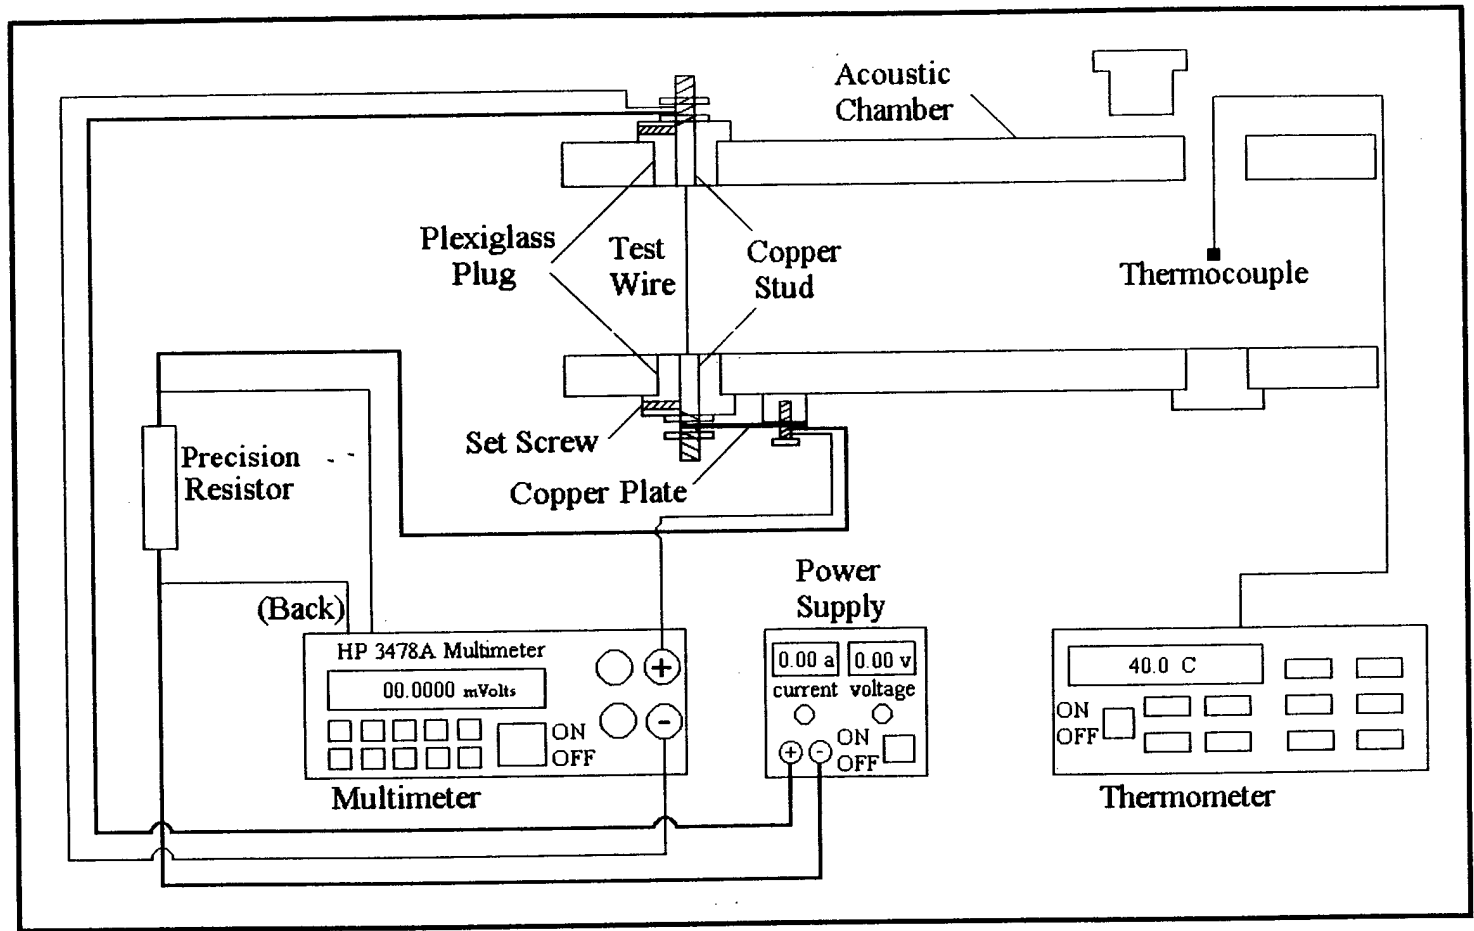 Acoustic
Chamber
Plexiglass
Plug
Test
Wire
Copper
Stud
Thermocouple
Set Screw
Copper Plate
Precision
Resistor
(Back)
HP 3478A Multimeter
00.0000 mVolts
+
-
ON
OFF
Multimeter
Power
Supply
0.00 a
0.00 v
current
voltage
+
-
ON
OFF
40.0 C
ON
OFF
Thermometer